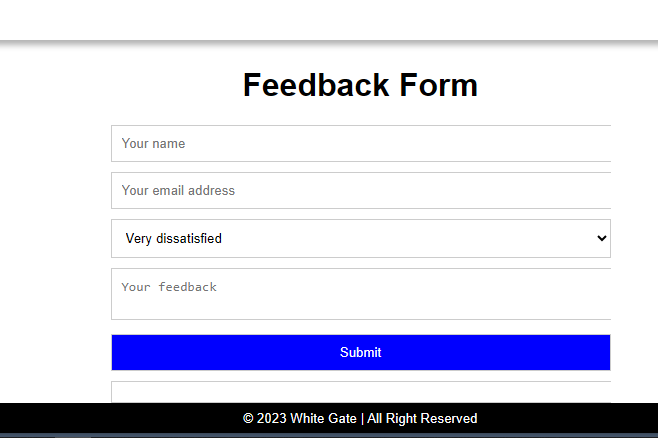 Feedback Form
Your name
Your email address
Very dissatisfied
Your feedback
Submit
© 2023 White Gate | All Right Reserved